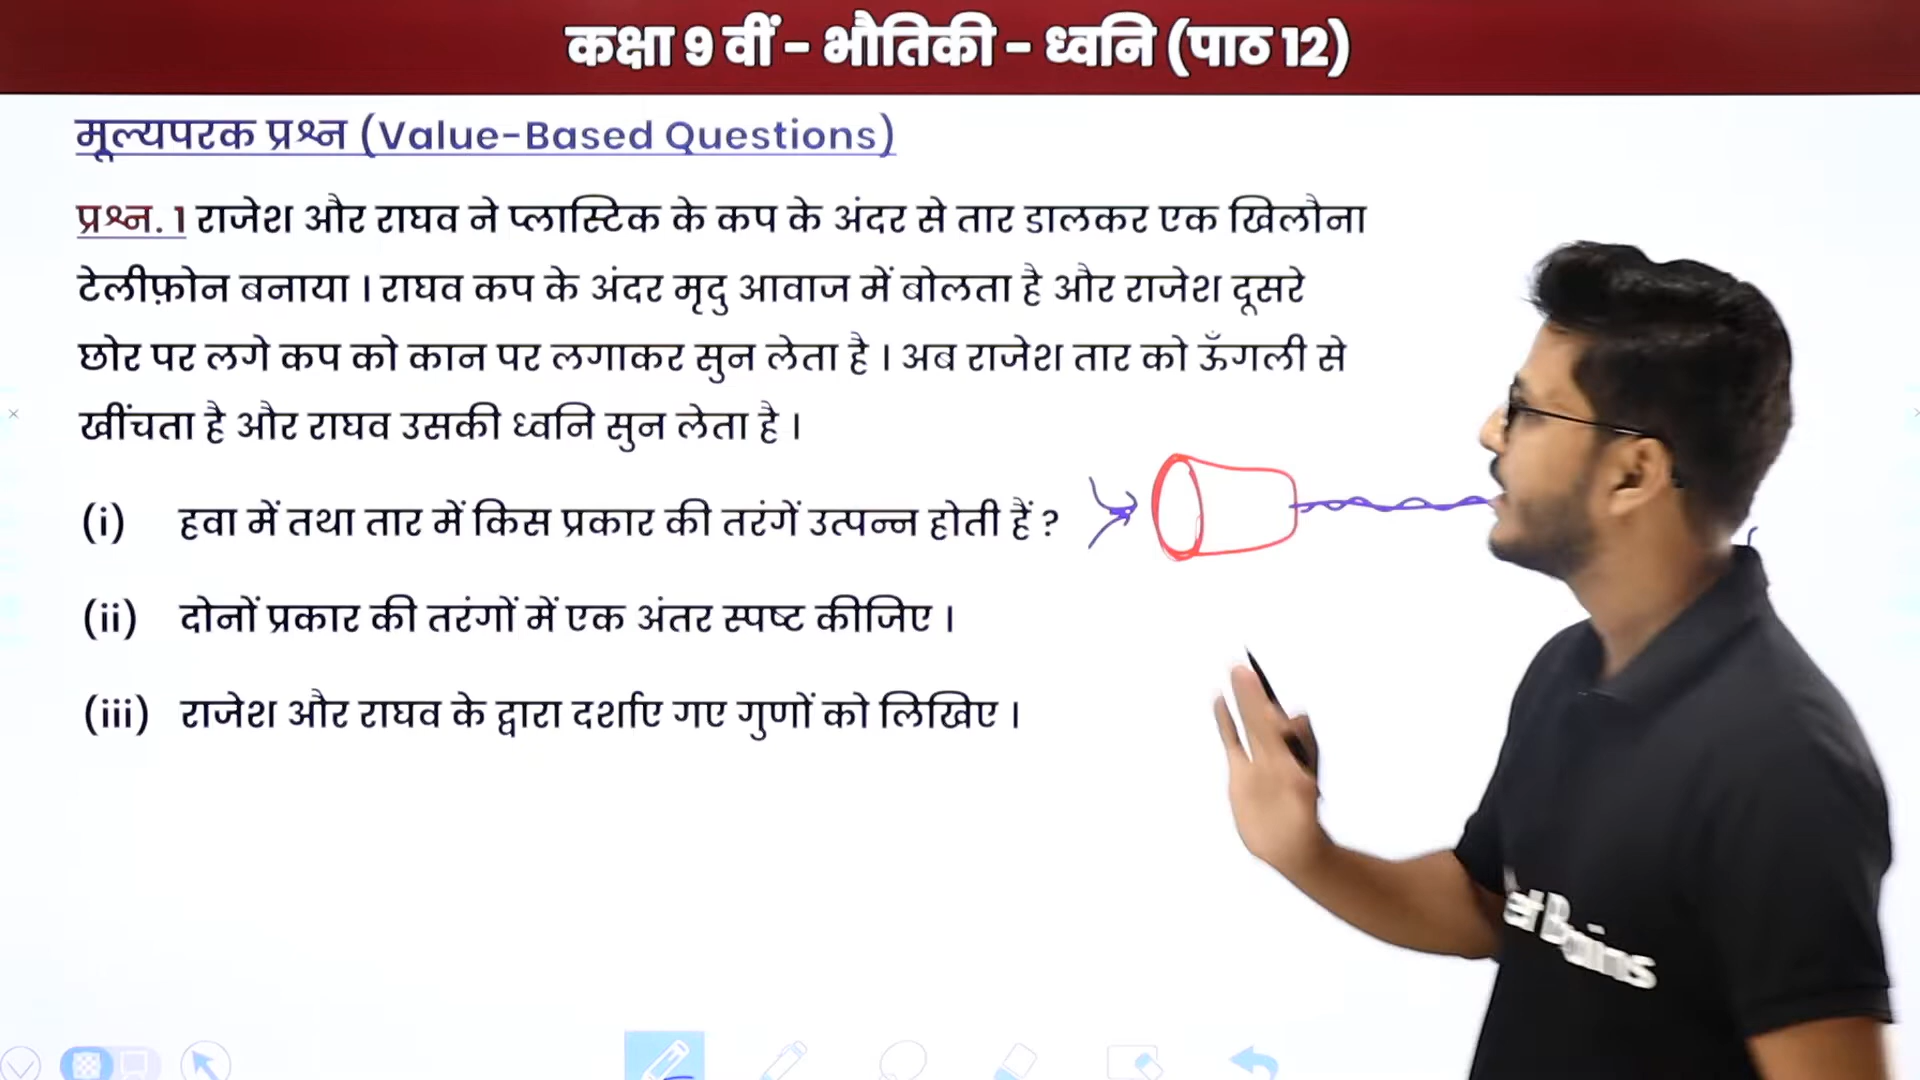 कक्षा 9 वीं - भौतिकी - ध्वनि (पाठ 12)
मूल्यपरक प्रश्न (Value-Based Questions)
प्रश्न. 1 राजेश और राघव ने प्लास्टिक के कप के अंदर से तार डालकर एक खिलौना
टेलीफ़ोन बनाया । राघव कप के अंदर मृदु आवाज में बोलता है और राजेश दूसरे
छोर पर लगे कप को कान पर लगाकर सुन लेता है । अब राजेश तार को ऊँगली से
खींचता है और राघव उसकी ध्वनि सुन लेता है ।
(i) हवा में तथा तार में किस प्रकार की तरंगें उत्पन्न होती हैं ?
(ii) दोनों प्रकार की तरंगों में एक अंतर स्पष्ट कीजिए ।
(iii) राजेश और राघव के द्वारा दर्शाए गए गुणों को लिखिए ।